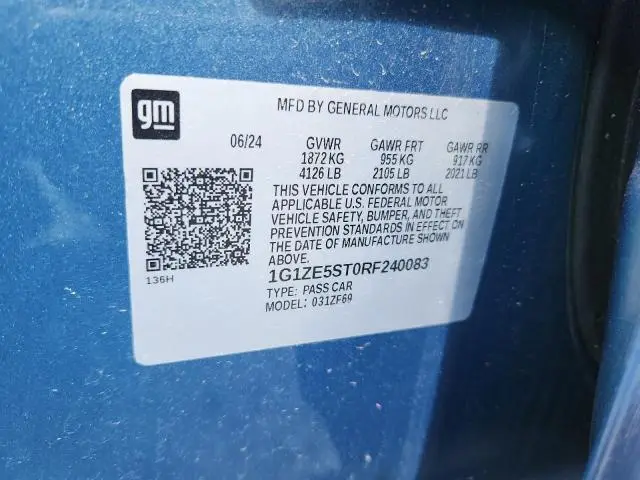 gm
MFD BY GENERAL MOTORS LLC
06/24 GVWR GAWR FRT GAWR RR
1872 KG 955 KG 917 KG
4126 LB 2105 LB 2021 LB
THIS VEHICLE CONFORMS TO ALL
APPLICABLE U.S. FEDERAL MOTOR
VEHICLE SAFETY, BUMPER, AND THEFT
PREVENTION STANDARDS IN EFFECT ON
THE DATE OF MANUFACTURE SHOWN
ABOVE.
136H
1G1ZE5ST0RF240083
TYPE: PASS CAR
MODEL: 031ZF69